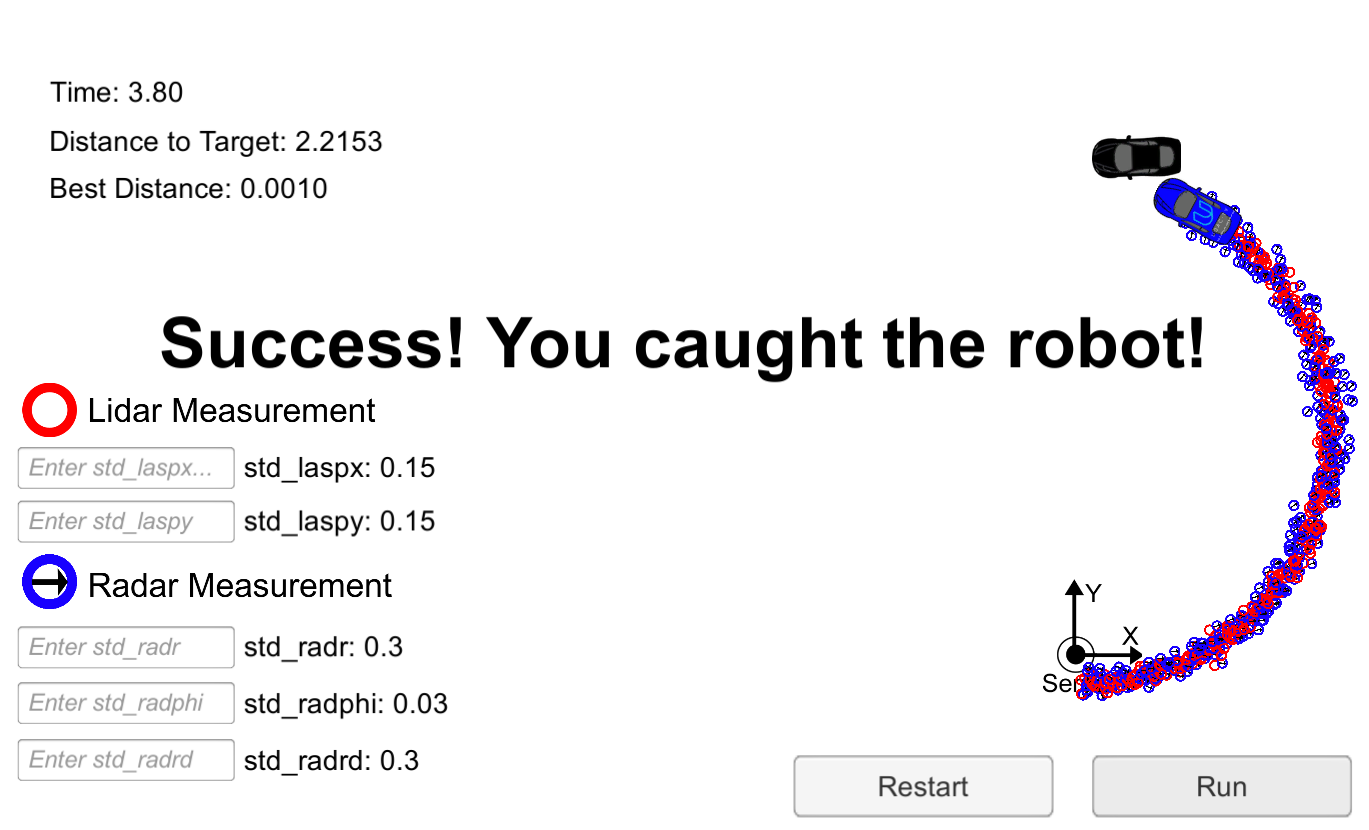 Time: 3.80
Distance to Target: 2.2153
Best Distance: 0.0010
Success! You caught the robot!
Lidar Measurement
Enter std_laspx... std_laspx: 0.15
Enter std_laspy std_laspy: 0.15
Radar Measurement
Y
X
Sen
Enter std_radr std_radr: 0.3
Enter std_radphi std_radphi: 0.03
Enter std_radrd std_radrd: 0.3
Restart Run